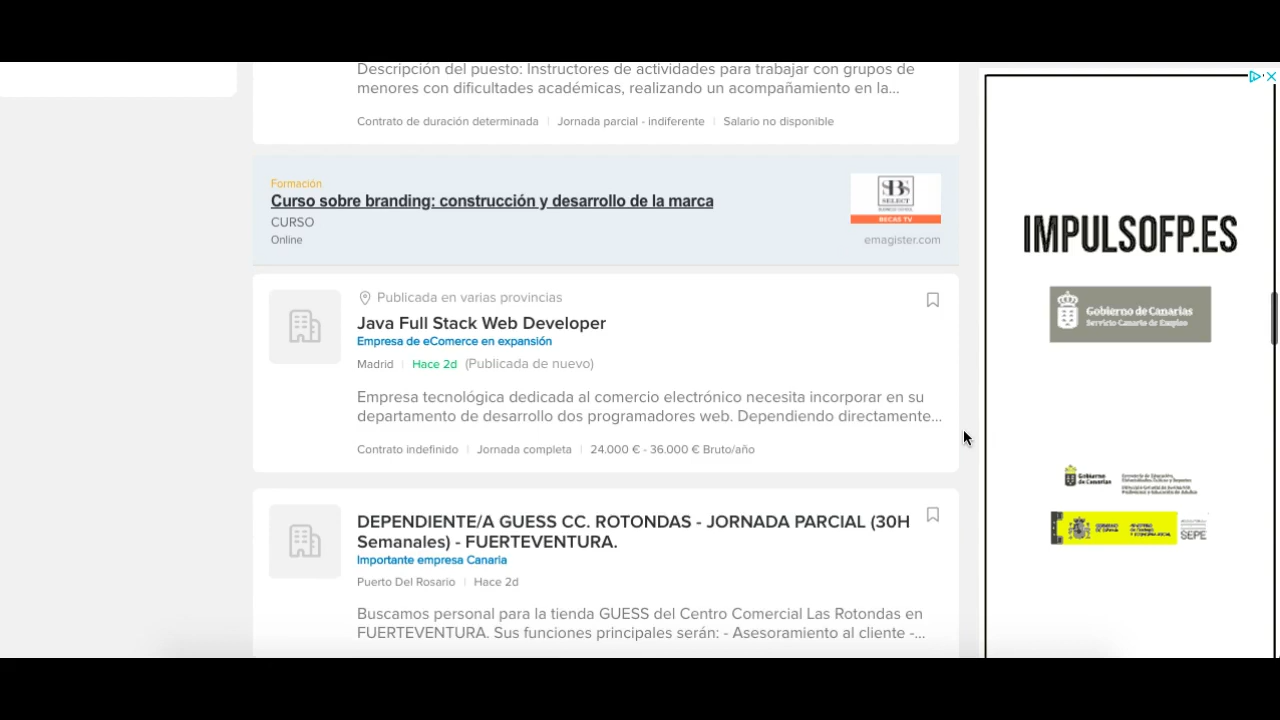 Descripción del puesto: Instructores de actividades para trabajar con grupos de
menores con dificultades académicas, realizando un acompañamiento en la...
Contrato de duración determinada | Jornada parcial - indiferente | Salario no disponible
Formación
Curso sobre branding: construcción y desarrollo de la marca
CURSO
Online
SBS
SELECT
BECAS TV
emagister.com
Publicada en varias provincias
Java Full Stack Web Developer
Empresa de eComerce en expansión
Madrid | Hace 2d (Publicada de nuevo)
Empresa tecnológica dedicada al comercio electrónico necesita incorporar en su
departamento de desarrollo dos programadores web. Dependiendo directamente...
Contrato indefinido | Jornada completa | 24.000 € - 36.000 € Bruto/año
DEPENDIENTE/A GUESS CC. ROTONDAS - JORNADA PARCIAL (30H
Semanales) - FUERTEVENTURA.
Importante empresa Canaria
Puerto Del Rosario | Hace 2d
Buscamos personal para la tienda GUESS del Centro Comercial Las Rotondas en
FUERTEVENTURA. Sus funciones principales serán: - Asesoramiento al cliente -...
IMPULSOFP.ES
Gobierno de Canarias
Servicio Canario de Empleo
Gobierno
de Canarias
SEPE